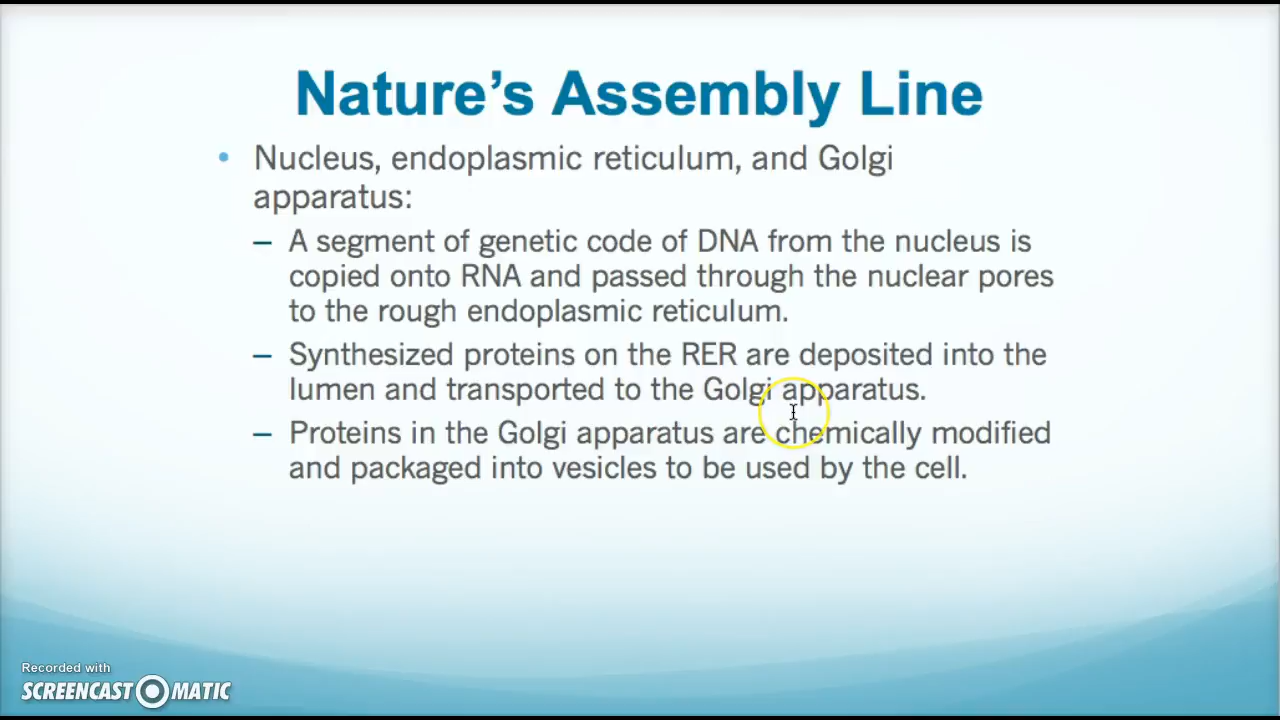 Nature’s Assembly Line
• Nucleus, endoplasmic reticulum, and Golgi
apparatus:
– A segment of genetic code of DNA from the nucleus is
copied onto RNA and passed through the nuclear pores
to the rough endoplasmic reticulum.
– Synthesized proteins on the RER are deposited into the
lumen and transported to the Golgi apparatus.
– Proteins in the Golgi apparatus are chemically modified
and packaged into vesicles to be used by the cell.
Recorded with
SCREENCAST MATIC